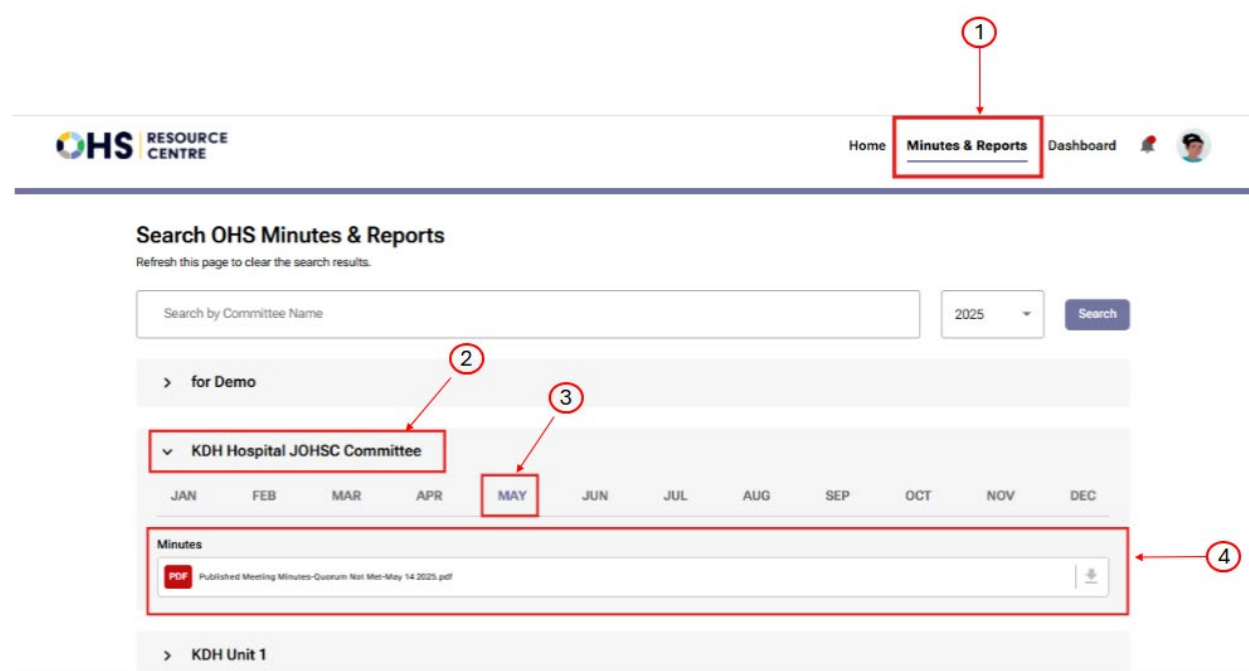 1
OHS RESOURCE CENTRE
Home Minutes & Reports Dashboard
Search OHS Minutes & Reports
Refresh this page to clear the search results.
Search by Committee Name 2025 Search
2
for Demo
3
KDH Hospital JOHSC Committee
JAN FEB MAR APR MAY JUN JUL AUG SEP OCT NOV DEC
Minutes
4
PDF Published Meeting Minutes-Quorum Not Met-May 14 2025.pdf
KDH Unit 1